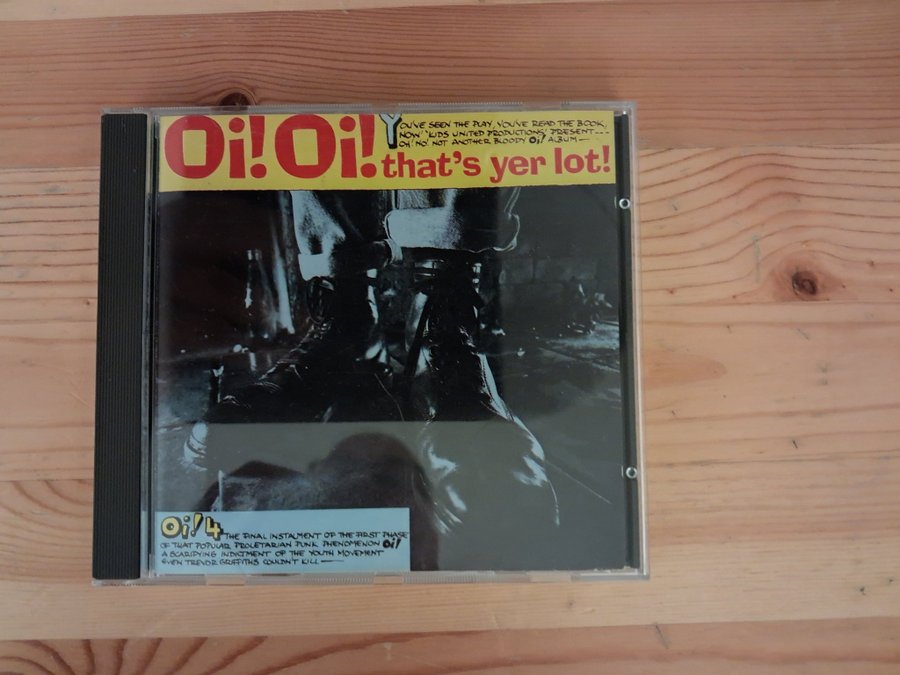 Oi! Oi! that's yer lot!
YOU'VE SEEN THE PLAY, YOU'VE READ THE BOOK,
NOW 'KIDS UNITED PRODUCTIONS' PRESENT---
OH! NO! NOT ANOTHER BLOODY Oi! ALBUM—
Oi! 4 THE FINAL INSTALMENT OF THE FIRST PHASE
OF THAT POPULAR PROLETARIAN PUNK PHENOMENON Oi!
A SCARIFYING INDICTMENT OF THE YOUTH MOVEMENT
EVEN TREVOR GRIFFITHS COULDN'T KILL—